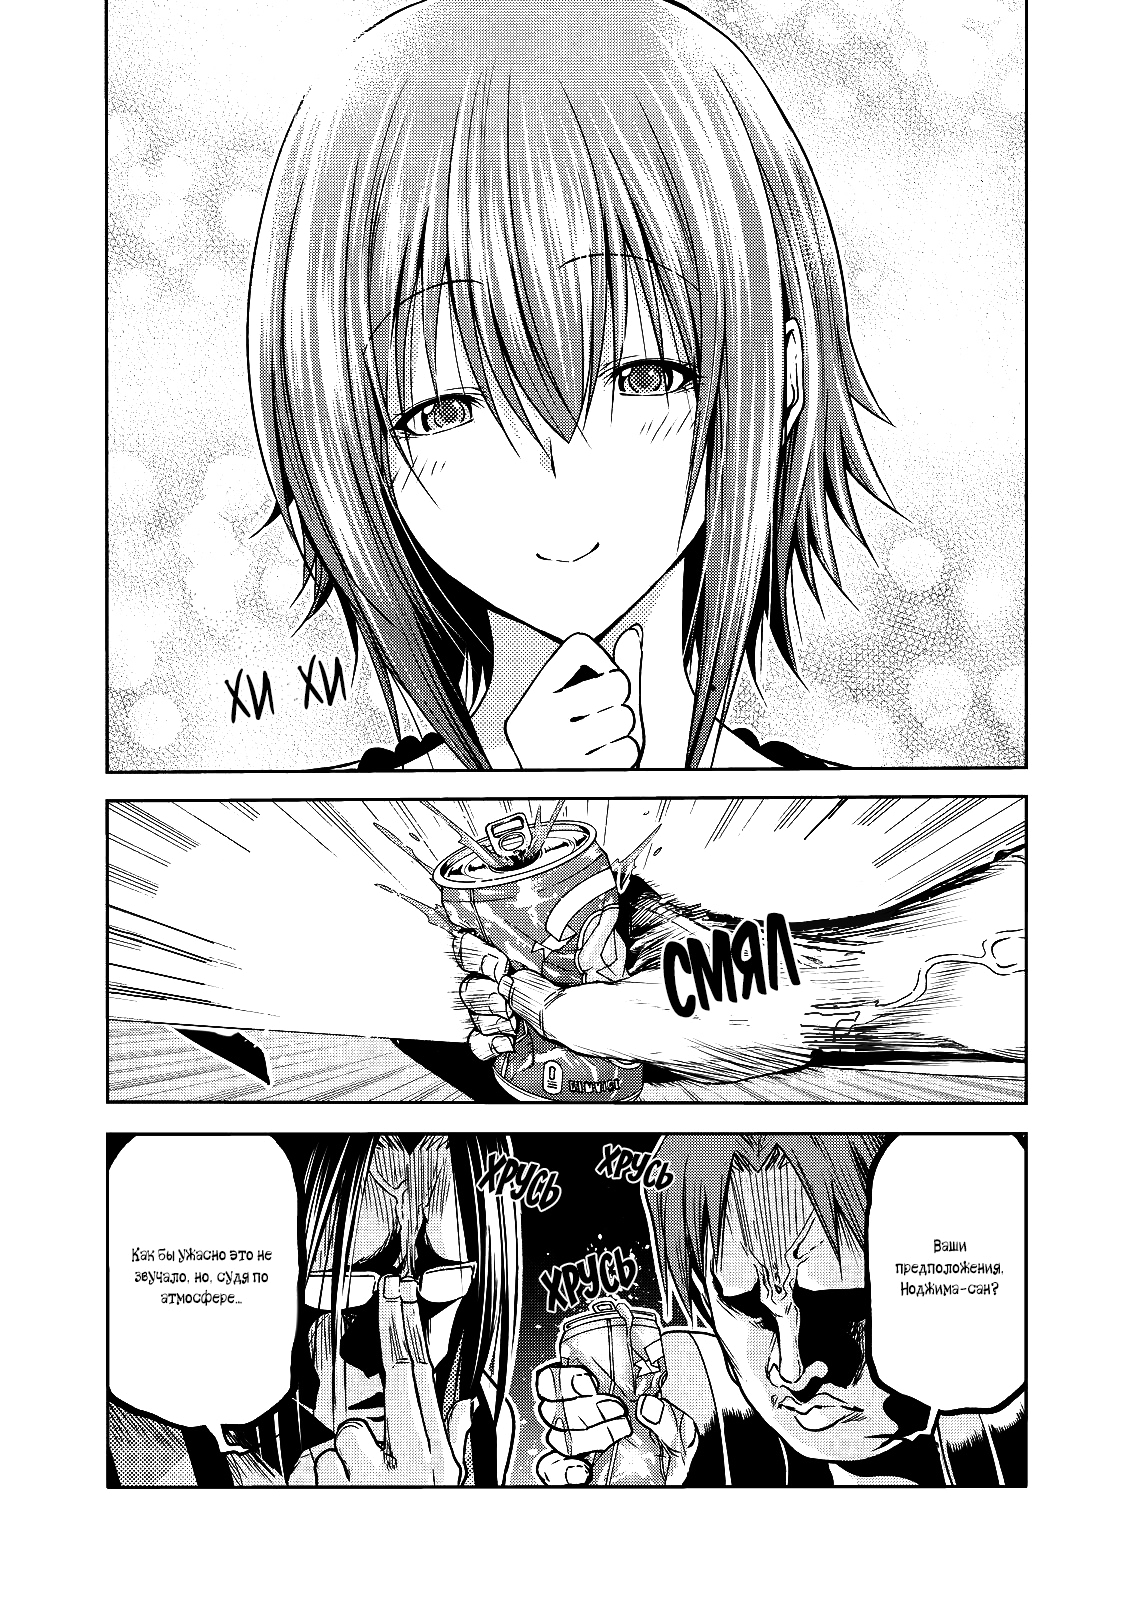 ХИ ХИ
СМЯЛ
Ваши
предположения,
Ноджима-сан?
ХРУСЬ
ХРУСЬ
ХРУСЬ
Как бы ужасно это не
звучало, но, судя по
атмосфере...